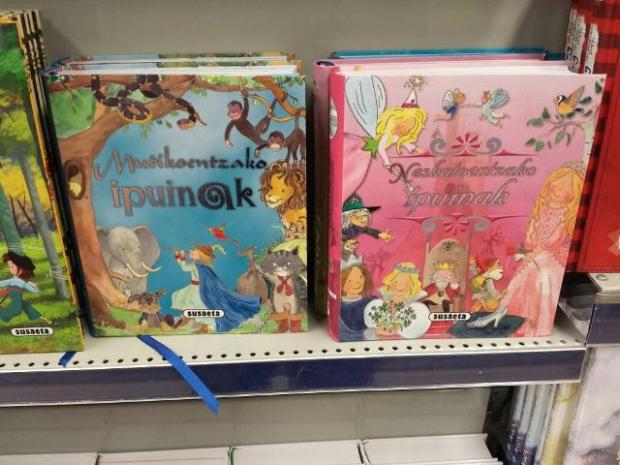 Mutikoentzako
ipuinak
susaeta
Neskatoentzako
ipuinak
susaeta
susaeta